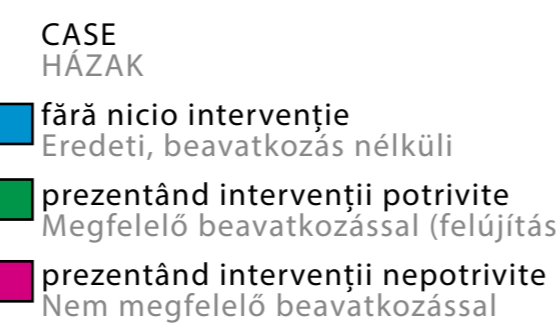 CASE
HÁZAK
fără nicio intervenție
Eredeti, beavatkozás nélküli
prezentând intervenții potrivite
Megfelelő beavatkozással (felújítás
prezentând intervenții nepotrivite
Nem megfelelő beavatkozással